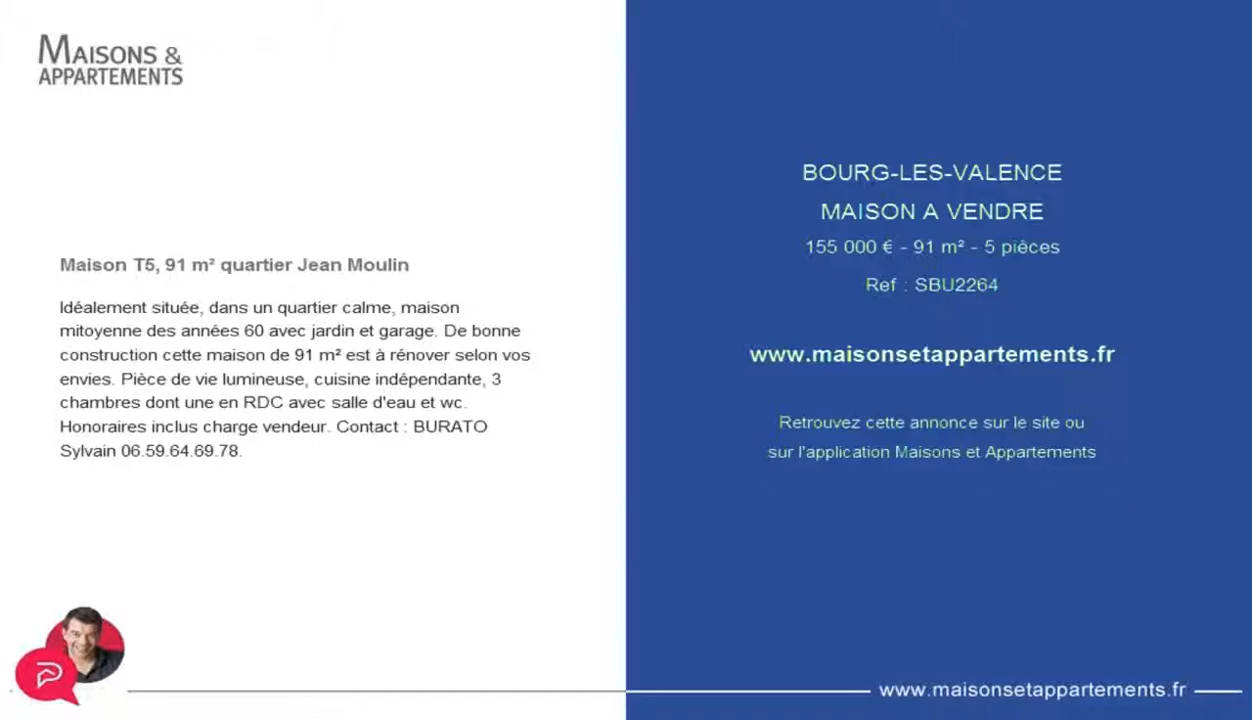 MAISONS &
APPARTEMENTS
Maison T5, 91 m² quartier Jean Moulin
Idéalement située, dans un quartier calme, maison
mitoyenne des années 60 avec jardin et garage. De bonne
construction cette maison de 91 m² est à rénover selon vos
envies. Pièce de vie lumineuse, cuisine indépendante, 3
chambres dont une en RDC avec salle d'eau et wc.
Honoraires inclus charge vendeur. Contact : BURATO
Sylvain 06.59.64.69.78.
BOURG-LES-VALENCE
MAISON A VENDRE
155 000 € - 91 m² - 5 pièces
Ref : SBU2264
www.maisonsetappartements.fr
Retrouvez cette annonce sur le site ou
sur l'application Maisons et Appartements
www.maisonsetappartements.fr